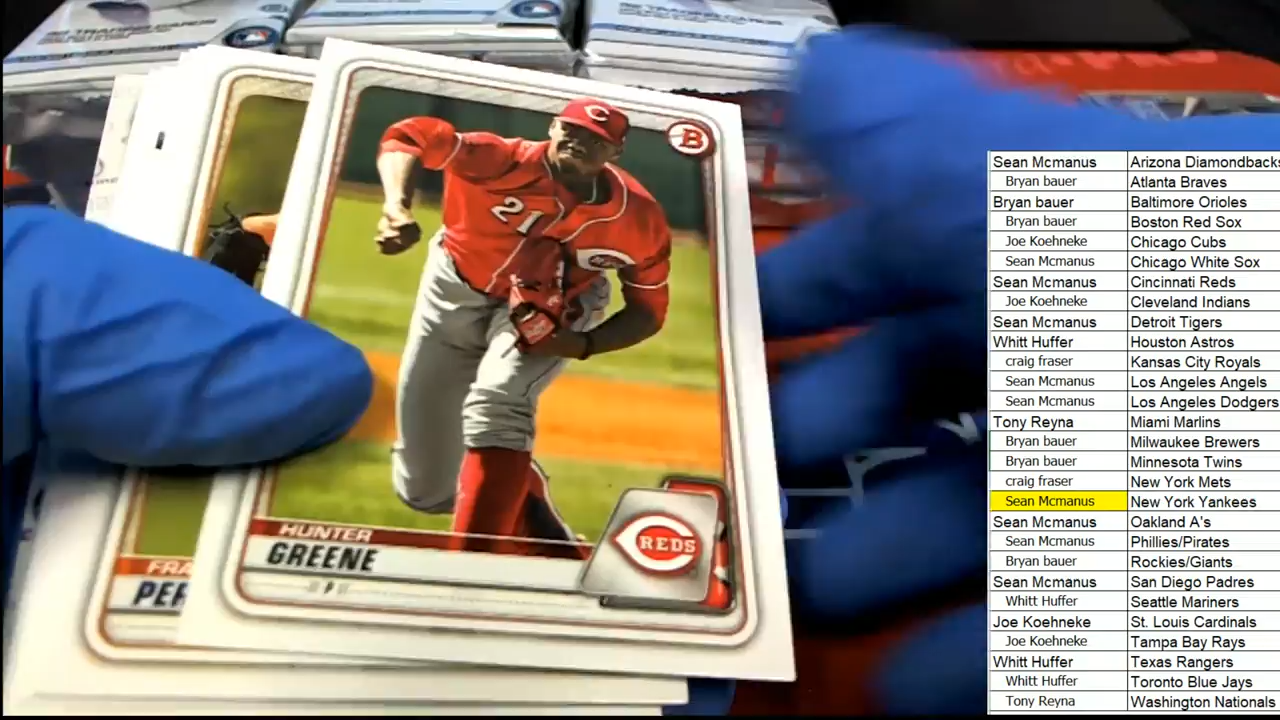 C
B
21
HUNTER
GREENE
P
REDS
FRA
PER
Sean Mcmanus Arizona Diamondbacks
Bryan bauer Atlanta Braves
Bryan bauer Baltimore Orioles
Bryan bauer Boston Red Sox
Joe Koehneke Chicago Cubs
Sean Mcmanus Chicago White Sox
Sean Mcmanus Cincinnati Reds
Joe Koehneke Cleveland Indians
Sean Mcmanus Detroit Tigers
Whitt Huffer Houston Astros
craig fraser Kansas City Royals
Sean Mcmanus Los Angeles Angels
Sean Mcmanus Los Angeles Dodgers
Tony Reyna Miami Marlins
Bryan bauer Milwaukee Brewers
Bryan bauer Minnesota Twins
craig fraser New York Mets
Sean Mcmanus New York Yankees
Sean Mcmanus Oakland A's
Sean Mcmanus Phillies/Pirates
Bryan bauer Rockies/Giants
Sean Mcmanus San Diego Padres
Whitt Huffer Seattle Mariners
Joe Koehneke St. Louis Cardinals
Joe Koehneke Tampa Bay Rays
Whitt Huffer Texas Rangers
Whitt Huffer Toronto Blue Jays
Tony Reyna Washington Nationals